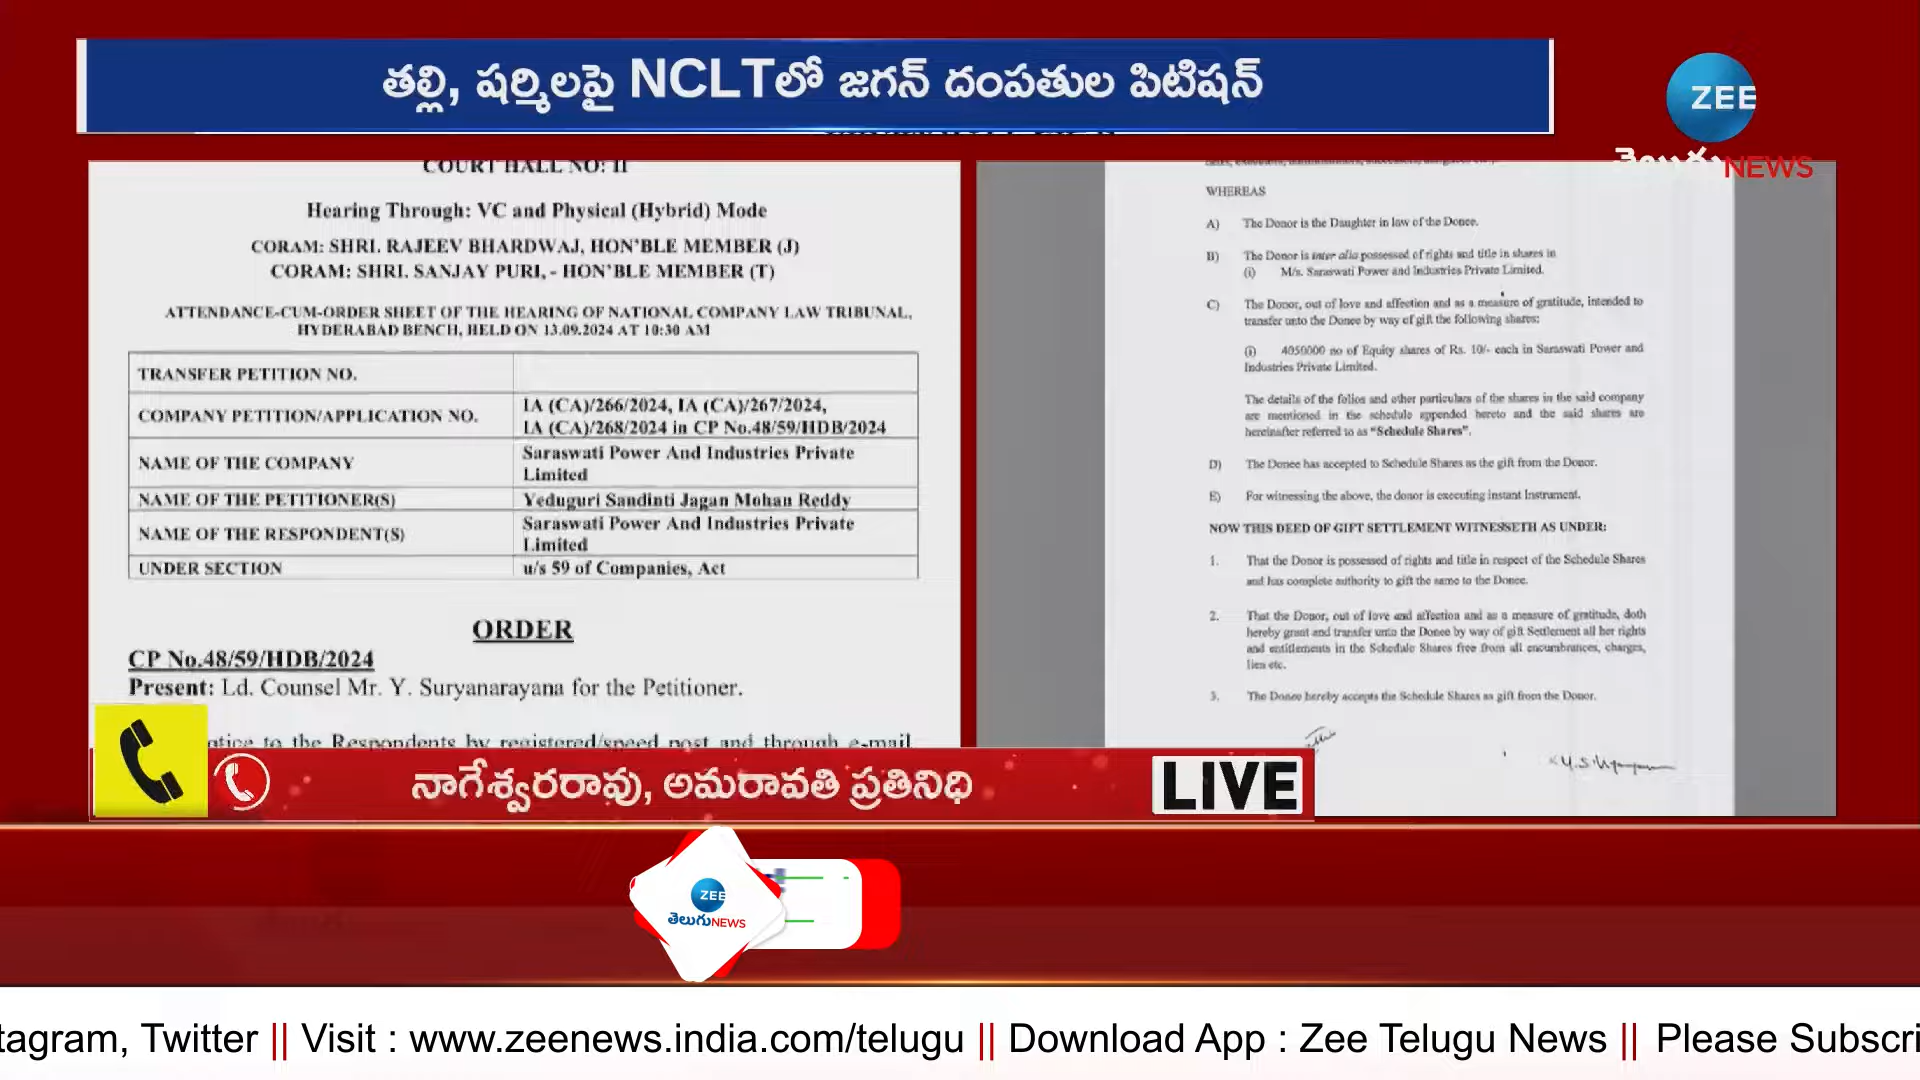 తల్లి, షర్మిలపై NCLTలో జగన్ దంపతుల పిటిషన్
ZEE
తెలుగు NEWS
COURT HALL NO: II
Hearing Through: VC and Physical (Hybrid) Mode
CORAM: SHRI. RAJEEV BHARDWAJ, HON'BLE MEMBER (J)
CORAM: SHRI. SANJAY PURI, - HON'BLE MEMBER (T)
ATTENDANCE-CUM-ORDER SHEET OF THE HEARING OF NATIONAL COMPANY LAW TRIBUNAL,
HYDERABAD BENCH, HELD ON 13.09.2024 AT 10:30 AM
TRANSFER PETITION NO.
COMPANY PETITION/APPLICATION NO. IA (CA)/266/2024, IA (CA)/267/2024,
IA (CA)/268/2024 in CP No.48/59/HDB/2024
NAME OF THE COMPANY Saraswati Power And Industries Private
Limited
NAME OF THE PETITIONER(S) Yeduguri Sandinti Jagan Mohan Reddy
NAME OF THE RESPONDENT(S) Saraswati Power And Industries Private
Limited
UNDER SECTION u/s 59 of Companies, Act
ORDER
CP No.48/59/HDB/2024
Present: Ld. Counsel Mr. Y. Suryanarayana for the Petitioner.
to the Respondents by registered/speed post and through e-mail
WHEREAS
A) The Donor is the Daughter in law of the Donee.
B) The Donor is inter alia possessed of rights and title in shares in
(i) M/s. Saraswati Power and Industries Private Limited.
C) The Donor, out of love and affection and as a measure of gratitude, intended to
transfer unto the Donee by way of gift the following shares:
(i) 4050000 no of Equity shares of Rs. 10/- each in Saraswati Power and
Industries Private Limited.
The details of the folios and other particulars of the shares in the said company
are mentioned in the schedule appended hereto and the said shares are
hereinafter referred to as "Schedule Shares".
D) The Donee has accepted to Schedule Shares as the gift from the Donor.
E) For witnessing the above, the donor is executing instant Instrument.
NOW THIS DEED OF GIFT SETTLEMENT WITNESSETH AS UNDER:
1. That the Donor is possessed of rights and title in respect of the Schedule Shares
and has complete authority to gift the same to the Donee.
2. That the Donor, out of love and affection and as a measure of gratitude, doth
hereby grant and transfer unto the Donee by way of gift Settlement all her rights
and entitlements in the Schedule Shares free from all encumbrances, charges,
lien etc.
3. The Donee hereby accepts the Schedule Shares as gift from the Donor.
నాగేశ్వరరావు, అమరావతి ప్రతినిధి
LIVE
ZEE
తెలుగు NEWS
tagram, Twitter || Visit : www.zeenews.india.com/telugu || Download App : Zee Telugu News || Please Subscri